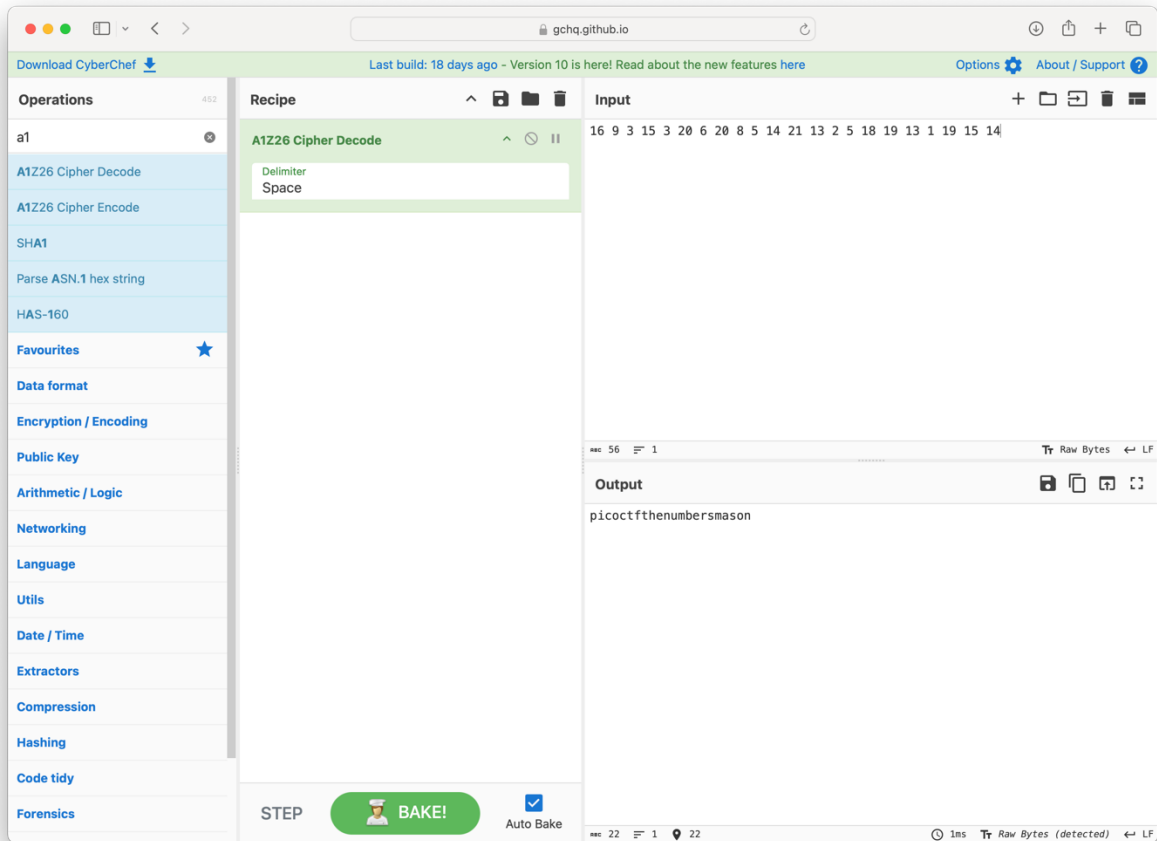 gchq.github.io
Download CyberChef
Last build: 18 days ago - Version 10 is here! Read about the new features here
Options
About / Support
Operations
452
a1
A1Z26 Cipher Decode
A1Z26 Cipher Encode
SHA1
Parse ASN.1 hex string
HAS-160
Favourites
Data format
Encryption / Encoding
Public Key
Arithmetic / Logic
Networking
Language
Utils
Date / Time
Extractors
Compression
Hashing
Code tidy
Forensics
Recipe
A1Z26 Cipher Decode
Delimiter
Space
STEP
BAKE!
Auto Bake
Input
16 9 3 15 3 20 6 20 8 5 14 21 13 2 5 18 19 13 1 19 15 14
56 1
Raw Bytes LF
Output
picoctfthenumbersmason
22 1 22
1ms Raw Bytes (detected) LF